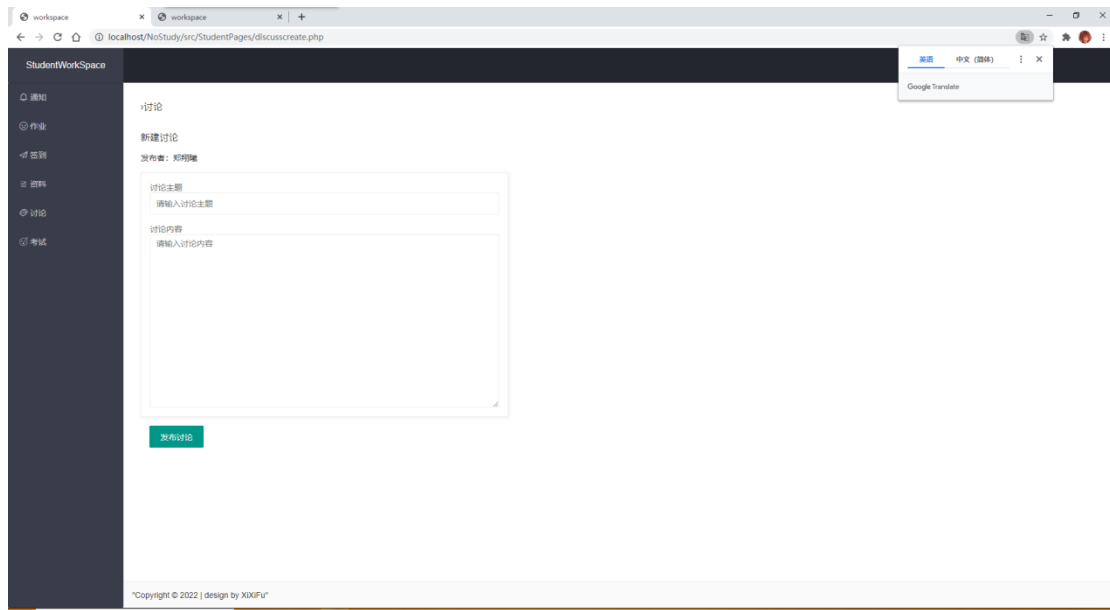 workspace
workspace
localhost/NoStudy/src/StudentPages/discusscreate.php
英语 中文 (简体)
Google Translate
StudentWorkSpace
通知
作业
签到
资料
讨论
考试
›讨论
新建讨论
发布者：
讨论主题
请输入讨论主题
讨论内容
请输入讨论内容
发布讨论
"Copyright © 2022 | design by XiXiFu"